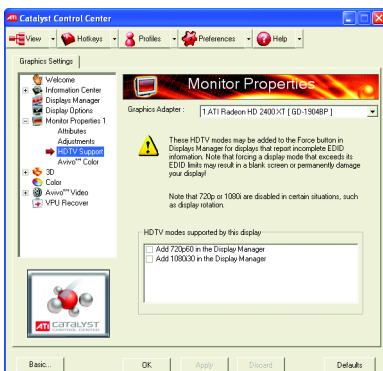 ATI Catalyst Control Center
View
Hotkeys
Profiles
Preferences
Help
Graphics Settings
Welcome
Information Center
Displays Manager
Display Options
Monitor Properties 1
Attributes
Adjustments
HDTV Support
Avivo™ Color
3D
Color
Avivo™ Video
VPU Recover
ATI CATALYST
CONTROL CENTER
Monitor Properties
Graphics Adapter :
1.ATI Radeon HD 2400 XT [ GD-1904BP ]
These HDTV modes may be added to the Force button in
Displays Manager for displays that report incomplete EDID
information. Note that forcing a display mode that exceeds its
EDID limits may result in a blank screen or permanently damage
your display!
Note that 720p or 1080i are disabled in certain situations, such
as display rotation.
HDTV modes supported by this display
Add 720p60 in the Display Manager
Add 1080i30 in the Display Manager
Basic...
OK
Apply
Discard
Defaults